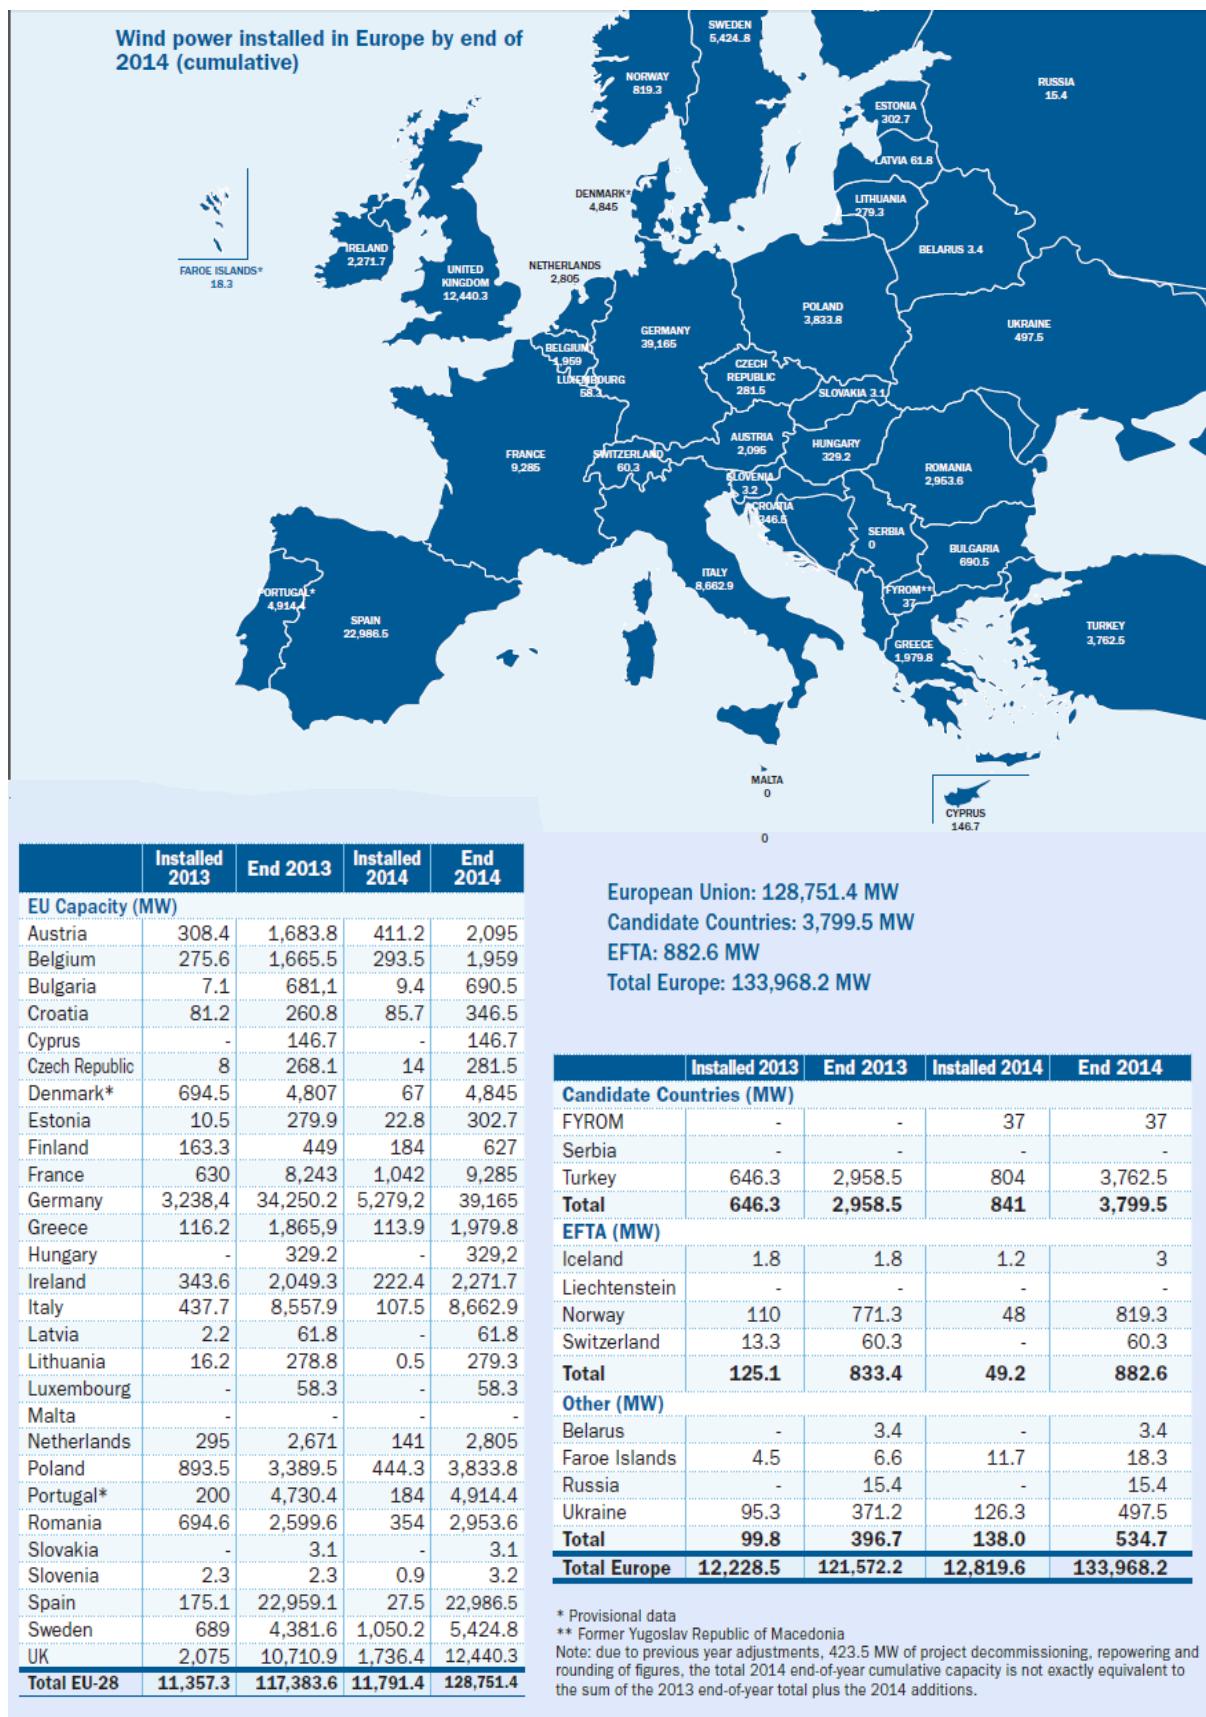 Wind power installed in Europe by end of
2014 (cumulative)
SWEDEN
5,424..8
NORWAY
819.3
RUSSIA
15.4
ESTONIA
302.7
LATVIA 61.8
DENMARK*
4,845
LITHUANIA
279.3
IRELAND
2,271.7
BELARUS 3.4
FAROE ISLANDS*
18.3
UNITED
KINGDOM
12,440.3
NETHERLANDS
2,805
POLAND
3,833.8
UKRAINE
497.5
GERMANY
39,165
BELGIUM
1,959
CZECH
REPUBLIC
281.5
LUXEMBOURG
58.3
SLOVAKIA 3.1
AUSTRIA
2,095
HUNGARY
329.2
FRANCE
9,285
SWITZERLAND
60.3
ROMANIA
2,953.6
SLOVENIA
3.2
CROATIA
346.5
SERBIA
0
BULGARIA
690.5
ITALY
8,662.9
FYROM**
37
PORTUGAL*
4,914.4
SPAIN
22,986.5
TURKEY
3,762.5
GREECE
1,979.8
MALTA
0
CYPRUS
146.7
0
Installed 2013 End 2013 Installed 2014 End 2014
EU Capacity (MW)
Austria 308.4 1,683.8 411.2 2,095
Belgium 275.6 1,665.5 293.5 1,959
Bulgaria 7.1 681,1 9.4 690.5
Croatia 81.2 260.8 85.7 346.5
Cyprus - 146.7 - 146.7
Czech Republic 8 268.1 14 281.5
Denmark* 694.5 4,807 67 4,845
Estonia 10.5 279.9 22.8 302.7
Finland 163.3 449 184 627
France 630 8,243 1,042 9,285
Germany 3,238,4 34,250.2 5,279,2 39,165
Greece 116.2 1,865,9 113.9 1,979.8
Hungary - 329.2 - 329,2
Ireland 343.6 2,049.3 222.4 2,271.7
Italy 437.7 8,557.9 107.5 8,662.9
Latvia 2.2 61.8 - 61.8
Lithuania 16.2 278.8 0.5 279.3
Luxembourg - 58.3 - 58.3
Malta - - - -
Netherlands 295 2,671 141 2,805
Poland 893.5 3,389.5 444.3 3,833.8
Portugal* 200 4,730.4 184 4,914.4
Romania 694.6 2,599.6 354 2,953.6
Slovakia - 3.1 - 3.1
Slovenia 2.3 2.3 0.9 3.2
Spain 175.1 22,959.1 27.5 22,986.5
Sweden 689 4,381.6 1,050.2 5,424.8
UK 2,075 10,710.9 1,736.4 12,440.3
Total EU-28 11,357.3 117,383.6 11,791.4 128,751.4
European Union: 128,751.4 MW
Candidate Countries: 3,799.5 MW
EFTA: 882.6 MW
Total Europe: 133,968.2 MW
Installed 2013 End 2013 Installed 2014 End 2014
Candidate Countries (MW)
FYROM - - 37 37
Serbia - - - -
Turkey 646.3 2,958.5 804 3,762.5
Total 646.3 2,958.5 841 3,799.5
EFTA (MW)
Iceland 1.8 1.8 1.2 3
Liechtenstein - - - -
Norway 110 771.3 48 819.3
Switzerland 13.3 60.3 - 60.3
Total 125.1 833.4 49.2 882.6
Other (MW)
Belarus - 3.4 - 3.4
Faroe Islands 4.5 6.6 11.7 18.3
Russia - 15.4 - 15.4
Ukraine 95.3 371.2 126.3 497.5
Total 99.8 396.7 138.0 534.7
Total Europe 12,228.5 121,572.2 12,819.6 133,968.2
* Provisional data
** Former Yugoslav Republic of Macedonia
Note: due to previous year adjustments, 423.5 MW of project decommissioning, repowering and
rounding of figures, the total 2014 end-of-year cumulative capacity is not exactly equivalent to
the sum of the 2013 end-of-year total plus the 2014 additions.